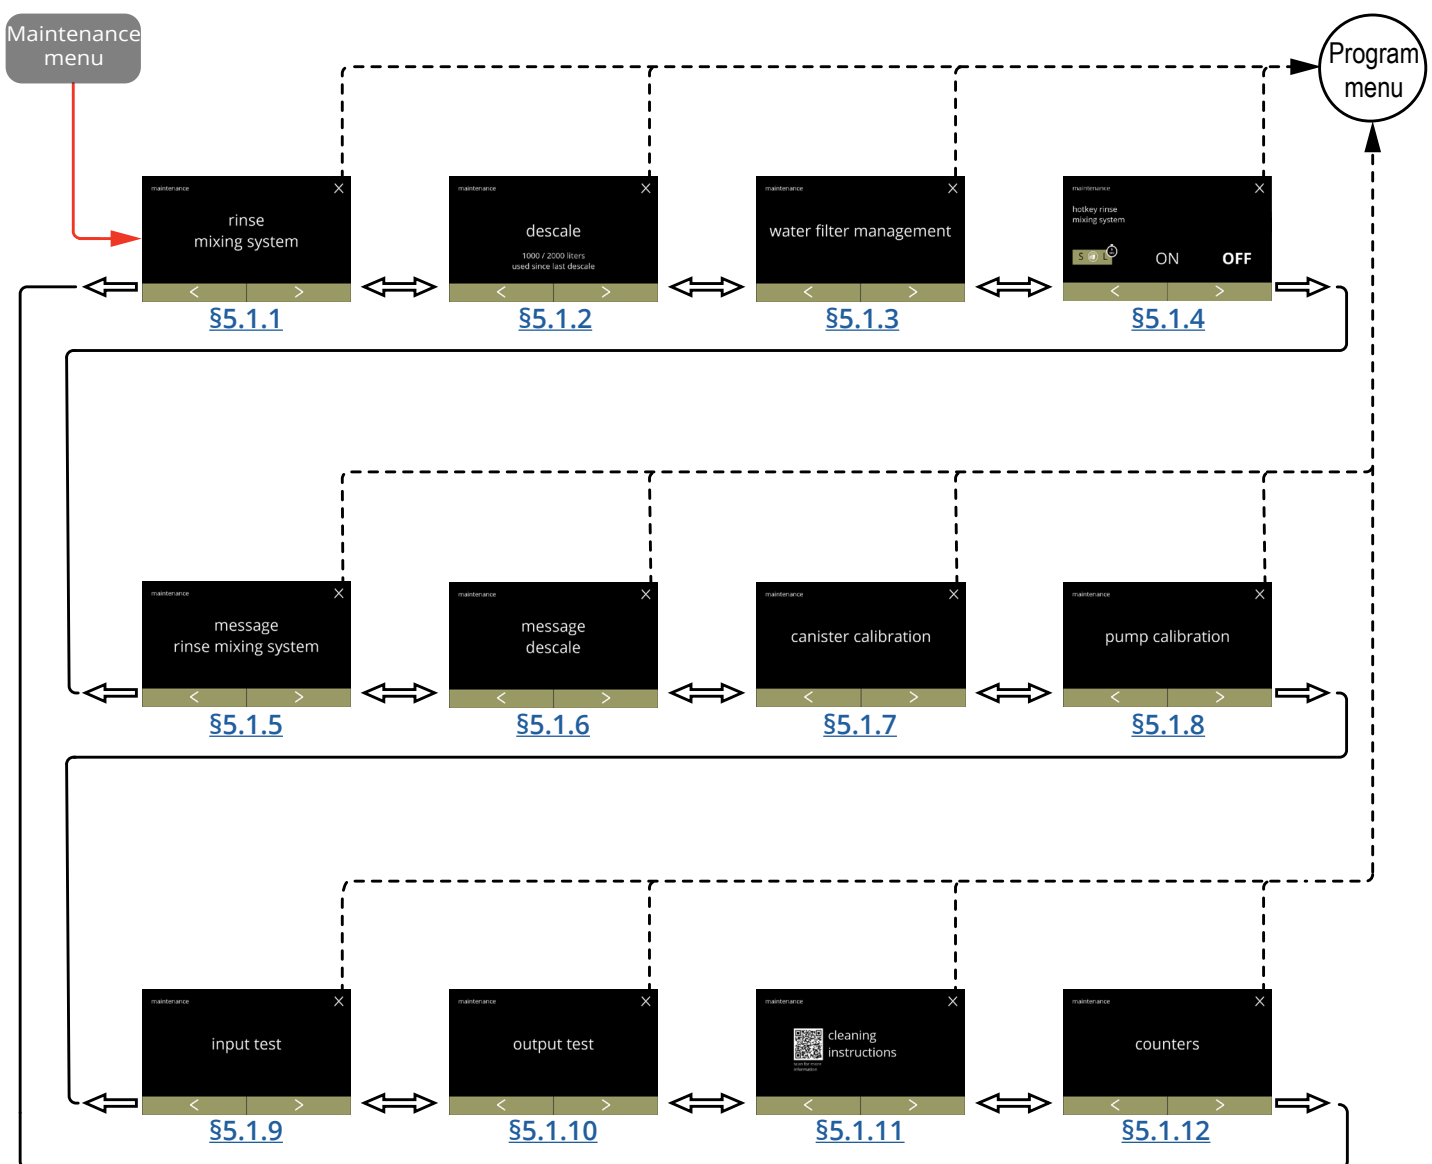 Maintenance
menu
Program
menu
maintenance X
rinse
mixing system
< >
§5.1.1
maintenance X
descale
1000 / 2000 liters
used since last descale
< >
§5.1.2
maintenance X
water filter management
< >
§5.1.3
maintenance X
hotkey rinse
mixing system
S L ON OFF
< >
§5.1.4
maintenance X
message
rinse mixing system
< >
§5.1.5
maintenance X
message
descale
< >
§5.1.6
maintenance X
canister calibration
< >
§5.1.7
maintenance X
pump calibration
< >
§5.1.8
maintenance X
input test
< >
§5.1.9
maintenance X
output test
< >
§5.1.10
maintenance X
cleaning
instructions
scan for more
information
< >
§5.1.11
maintenance X
counters
< >
§5.1.12